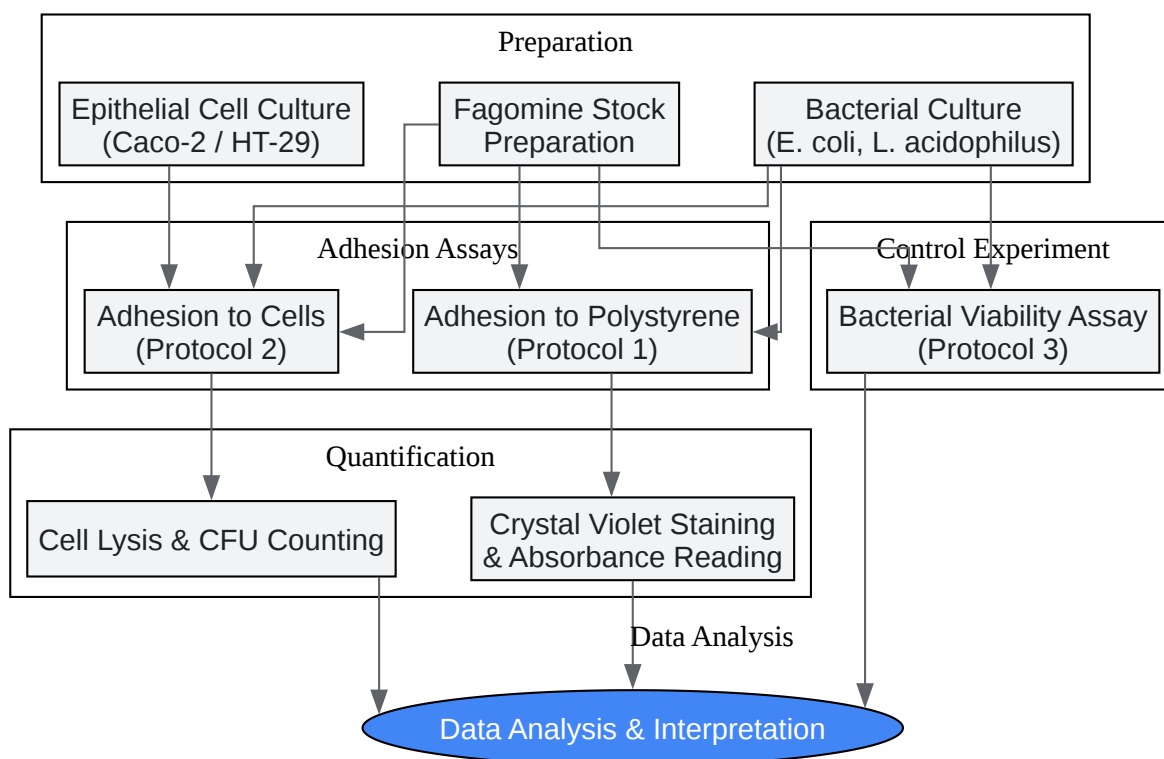 Preparation
Epithelial Cell Culture
(Caco-2 / HT-29)
Fagomine Stock
Preparation
Bacterial Culture
(E. coli, L. acidophilus)
Adhesion Assays
Control Experiment
Adhesion to Cells
(Protocol 2)
Adhesion to Polystyrene
(Protocol 1)
Bacterial Viability Assay
(Protocol 3)
Quantification
Cell Lysis & CFU Counting
Crystal Violet Staining
& Absorbance Reading
Data Analysis
Data Analysis & Interpretation